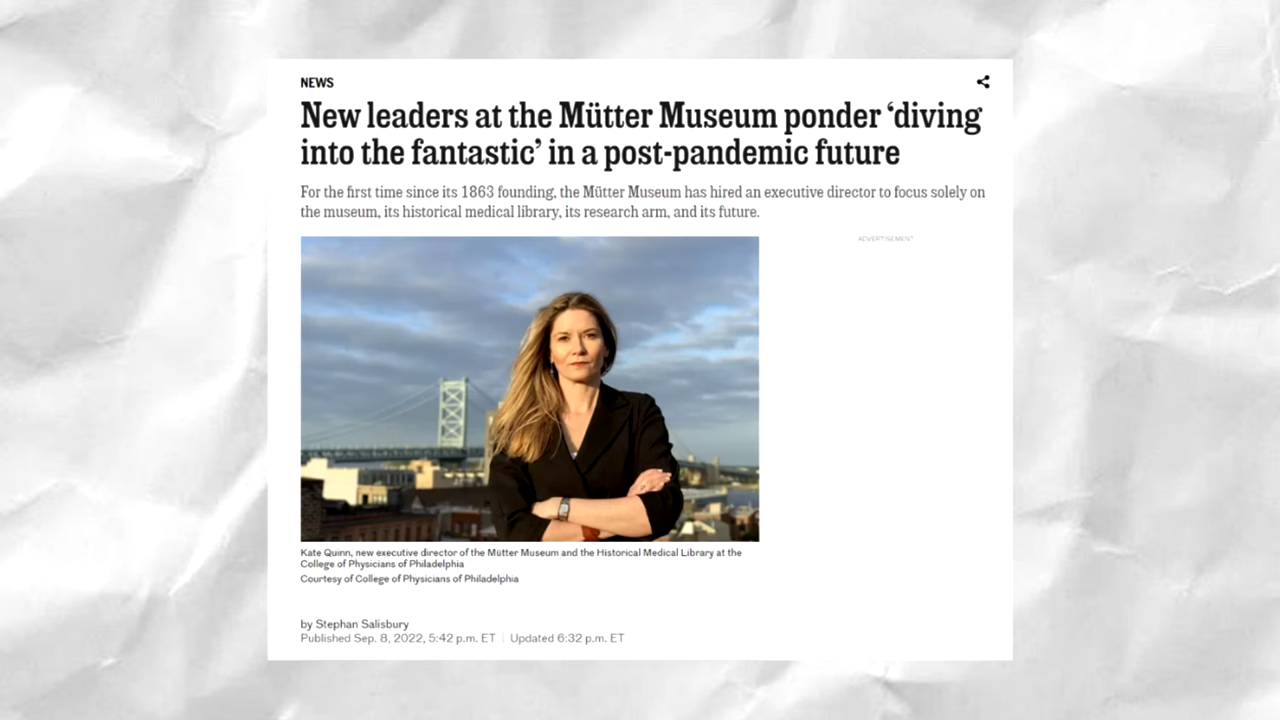 NEWS
New leaders at the Mütter Museum ponder ‘diving
into the fantastic’ in a post-pandemic future
For the first time since its 1863 founding, the Mütter Museum has hired an executive director to focus solely on
the museum, its historical medical library, its research arm, and its future.
ADVERTISEMENT
Kate Quinn, new executive director of the Mütter Museum and the Historical Medical Library at the
College of Physicians of Philadelphia
Courtesy of College of Physicians of Philadelphia
by Stephan Salisbury
Published Sep. 8, 2022, 5:42 p.m. ET | Updated 6:32 p.m. ET